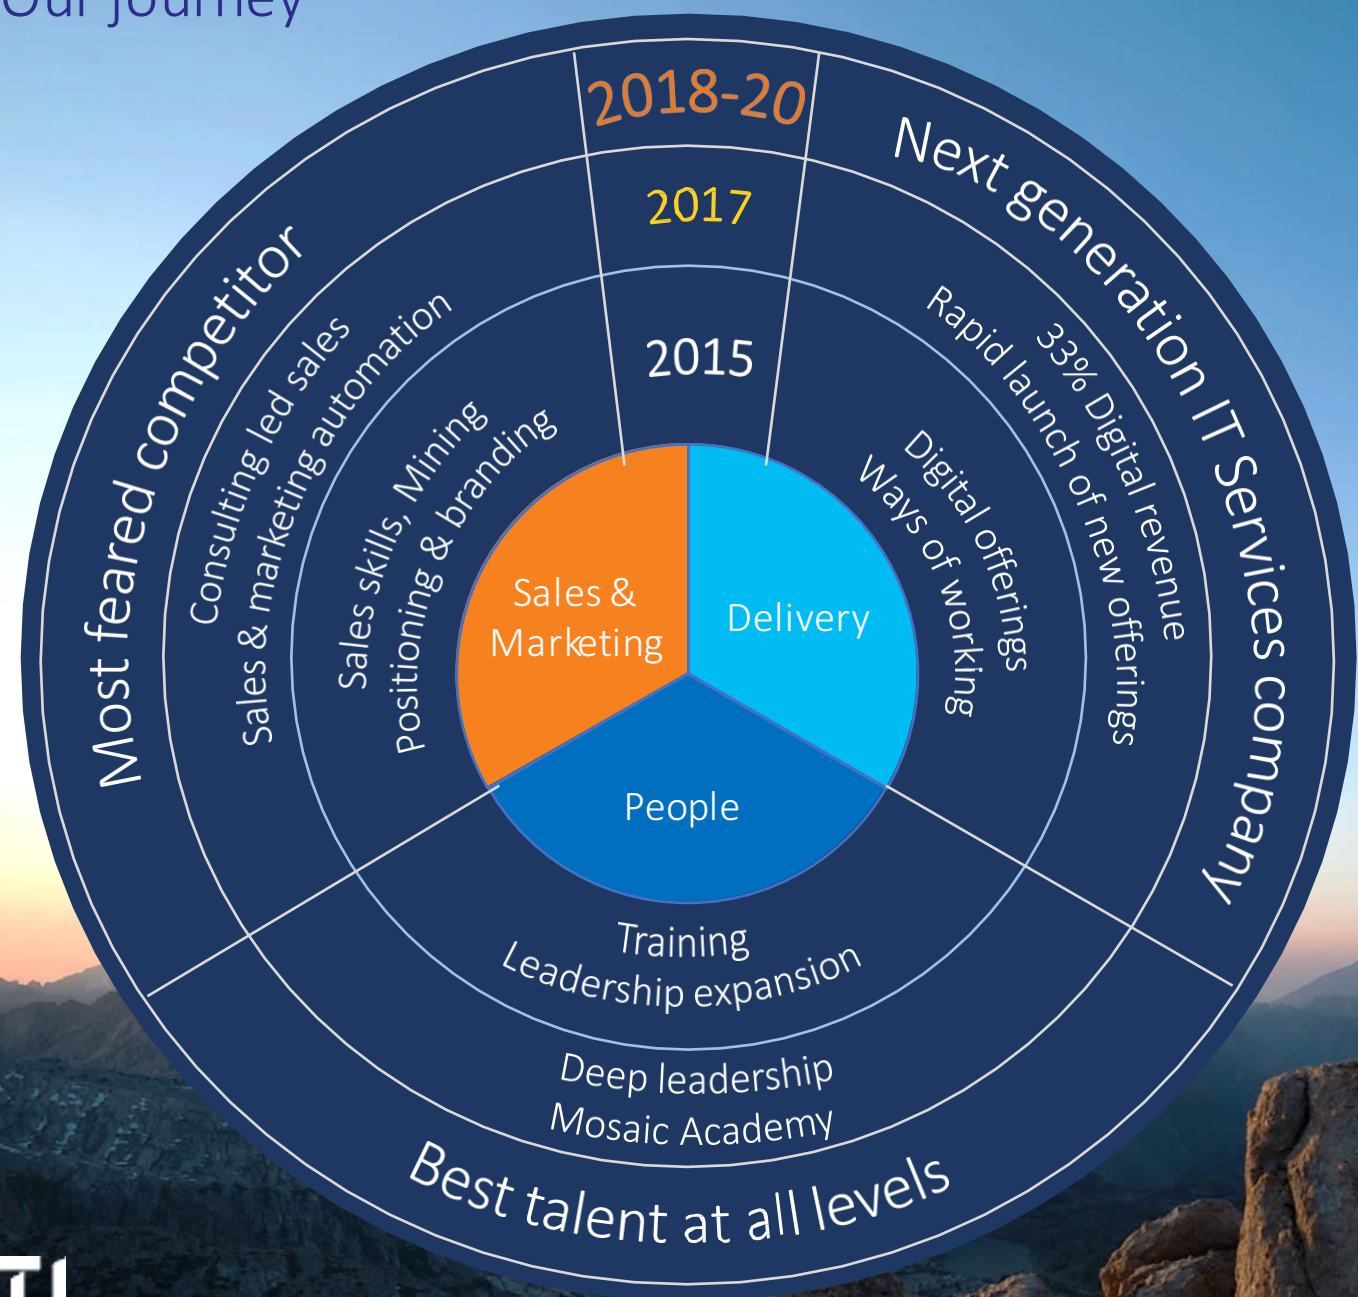 Our journey
2018-20
2017
2015
Most feared competitor
Consulting led sales
Sales & marketing automation
Sales skills, Mining
Positioning & branding
Next generation IT Services company
33% Digital revenue
Rapid launch of new offerings
Digital offerings
Ways of working
Sales &
Marketing
Delivery
People
Training
Leadership expansion
Deep leadership
Mosaic Academy
Best talent at all levels